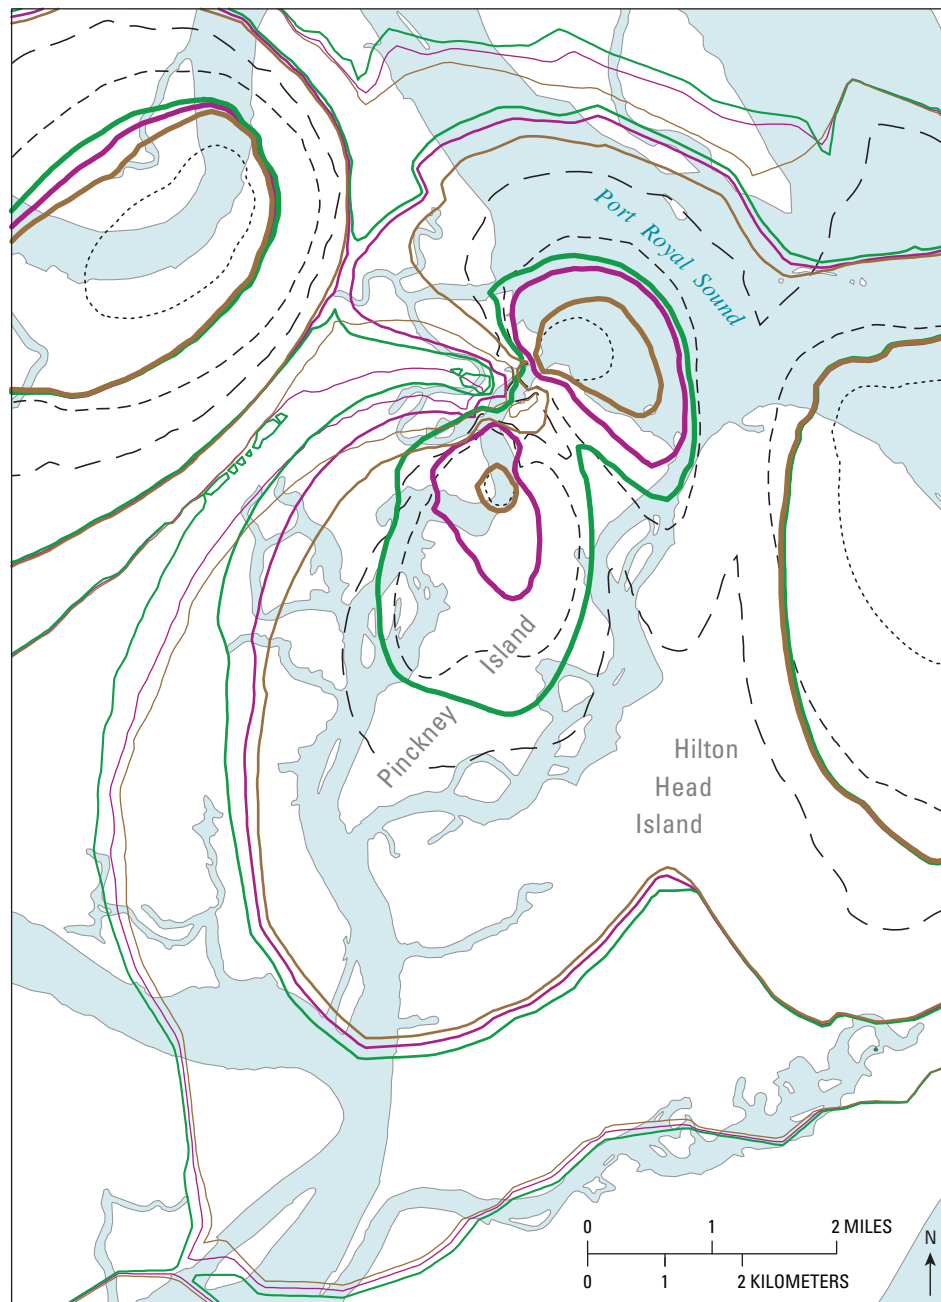 Port Royal Sound
Pinckney Island
Hilton
Head
Island
0 1 2 MILES
0 1 2 KILOMETERS
N